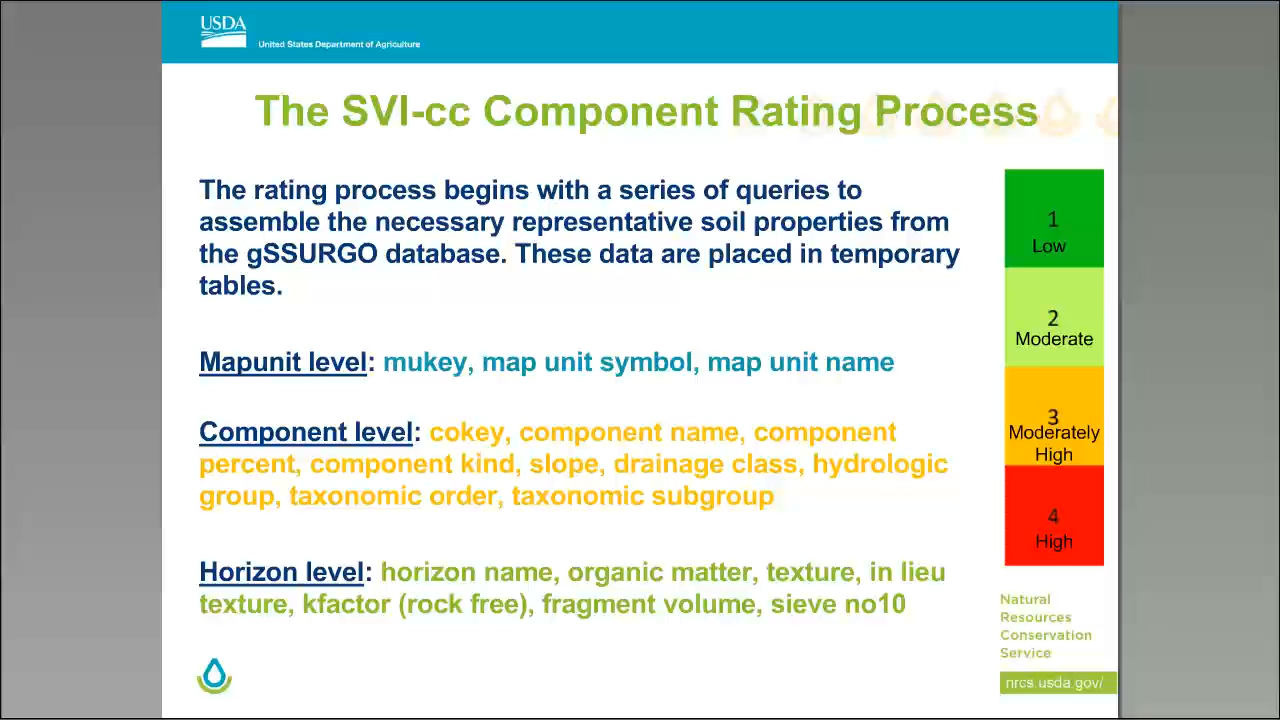 USDA
United States Department of Agriculture
The SVI-cc Component Rating Process
The rating process begins with a series of queries to
assemble the necessary representative soil properties from
the gSSURGO database. These data are placed in temporary
tables.
Mapunit level: mukey, map unit symbol, map unit name
Component level: cokey, component name, component
percent, component kind, slope, drainage class, hydrologic
group, taxonomic order, taxonomic subgroup
Horizon level: horizon name, organic matter, texture, in lieu
texture, kfactor (rock free), fragment volume, sieve no10
1
Low
2
Moderate
3
Moderately
High
4
High
Natural
Resources
Conservation
Service
nrcs.usda.gov/